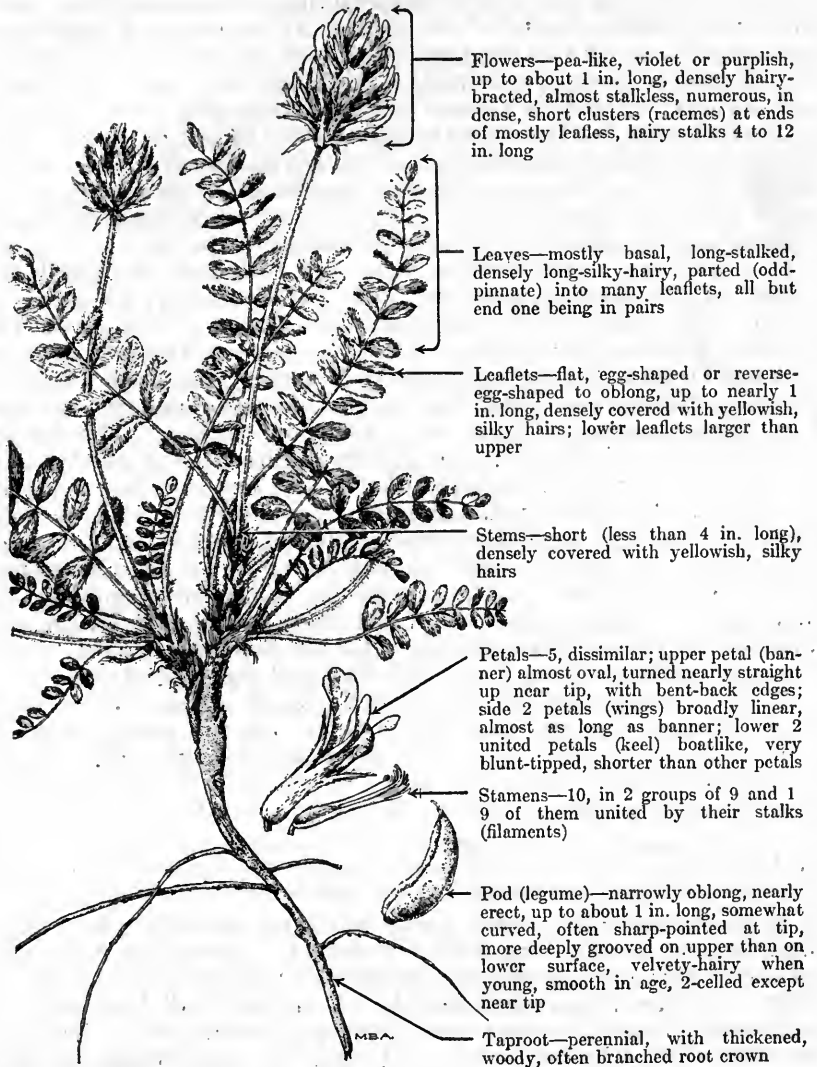 Flowers—pea-like, violet or purplish,
up to about 1 in. long, densely hairy-
bracted, almost stalkless, numerous, in
dense, short clusters (racemes) at ends
of mostly leafless, hairy stalks 4 to 12
in. long
Leaves—mostly basal, long-stalked,
densely long-silky-hairy, parted (odd-
pinnate) into many leaflets, all but
end one being in pairs
Leaflets—flat, egg-shaped or reverse-
egg-shaped to oblong, up to nearly 1
in. long, densely covered with yellowish,
silky hairs; lower leaflets larger than
upper
Stems—short (less than 4 in. long),
densely covered with yellowish, silky
hairs
Petals—5, dissimilar; upper petal (ban-
ner) almost oval, turned nearly straight
up near tip, with bent-back edges;
side 2 petals (wings) broadly linear,
almost as long as banner; lower 2
united petals (keel) boatlike, very
blunt-tipped, shorter than other petals
Stamens—10, in 2 groups of 9 and 1
9 of them united by their stalks
(filaments)
Pod (legume)—narrowly oblong, nearly
erect, up to about 1 in. long, somewhat
curved, often sharp-pointed at tip,
more deeply grooved on upper than on
lower surface, velvety-hairy when
young, smooth in age, 2-celled except
near tip
M.B.A.
Taproot—perennial, with thickened,
woody, often branched root crown